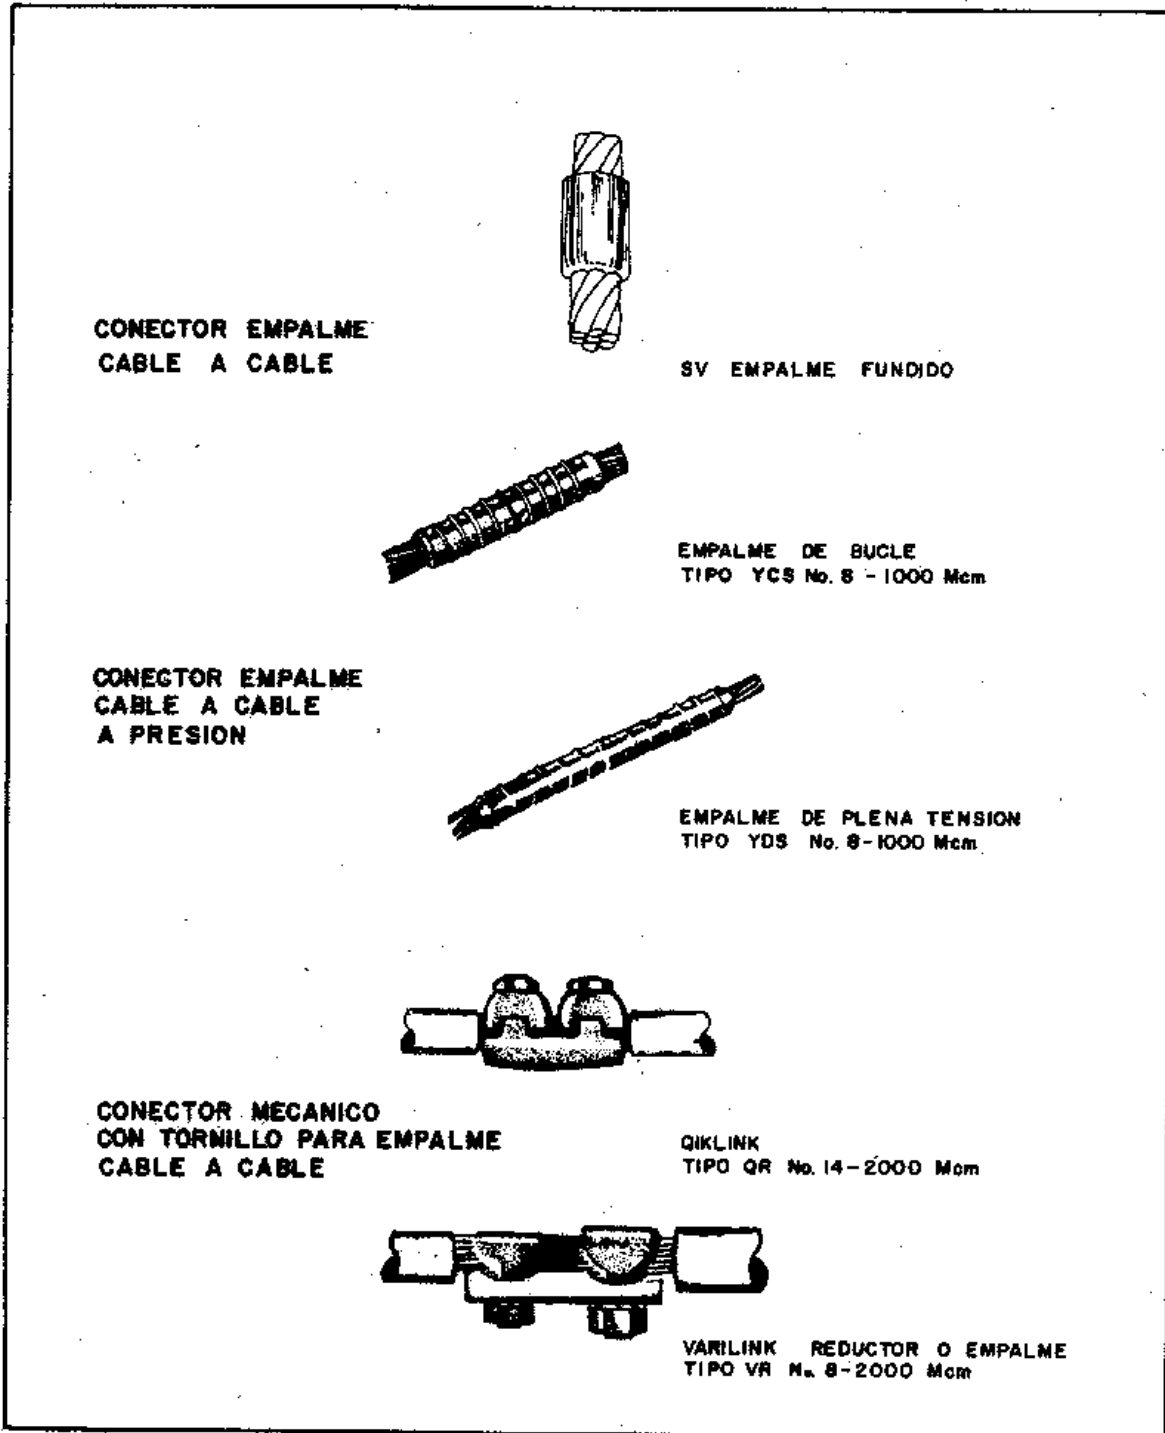 CONECTOR EMPALME
CABLE A CABLE
SV EMPALME FUNDIDO
EMPALME DE BUCLE
TIPO YCS No. 8 - 1000 Mcm
CONECTOR EMPALME
CABLE A CABLE
A PRESION
EMPALME DE PLENA TENSION
TIPO YDS No. 8-1000 Mcm
CONECTOR MECANICO
CON TORNILLO PARA EMPALME
CABLE A CABLE
QIKLINK
TIPO QR No. 14-2000 Mcm
VARILINK REDUCTOR O EMPALME
TIPO VR No. 8-2000 Mcm